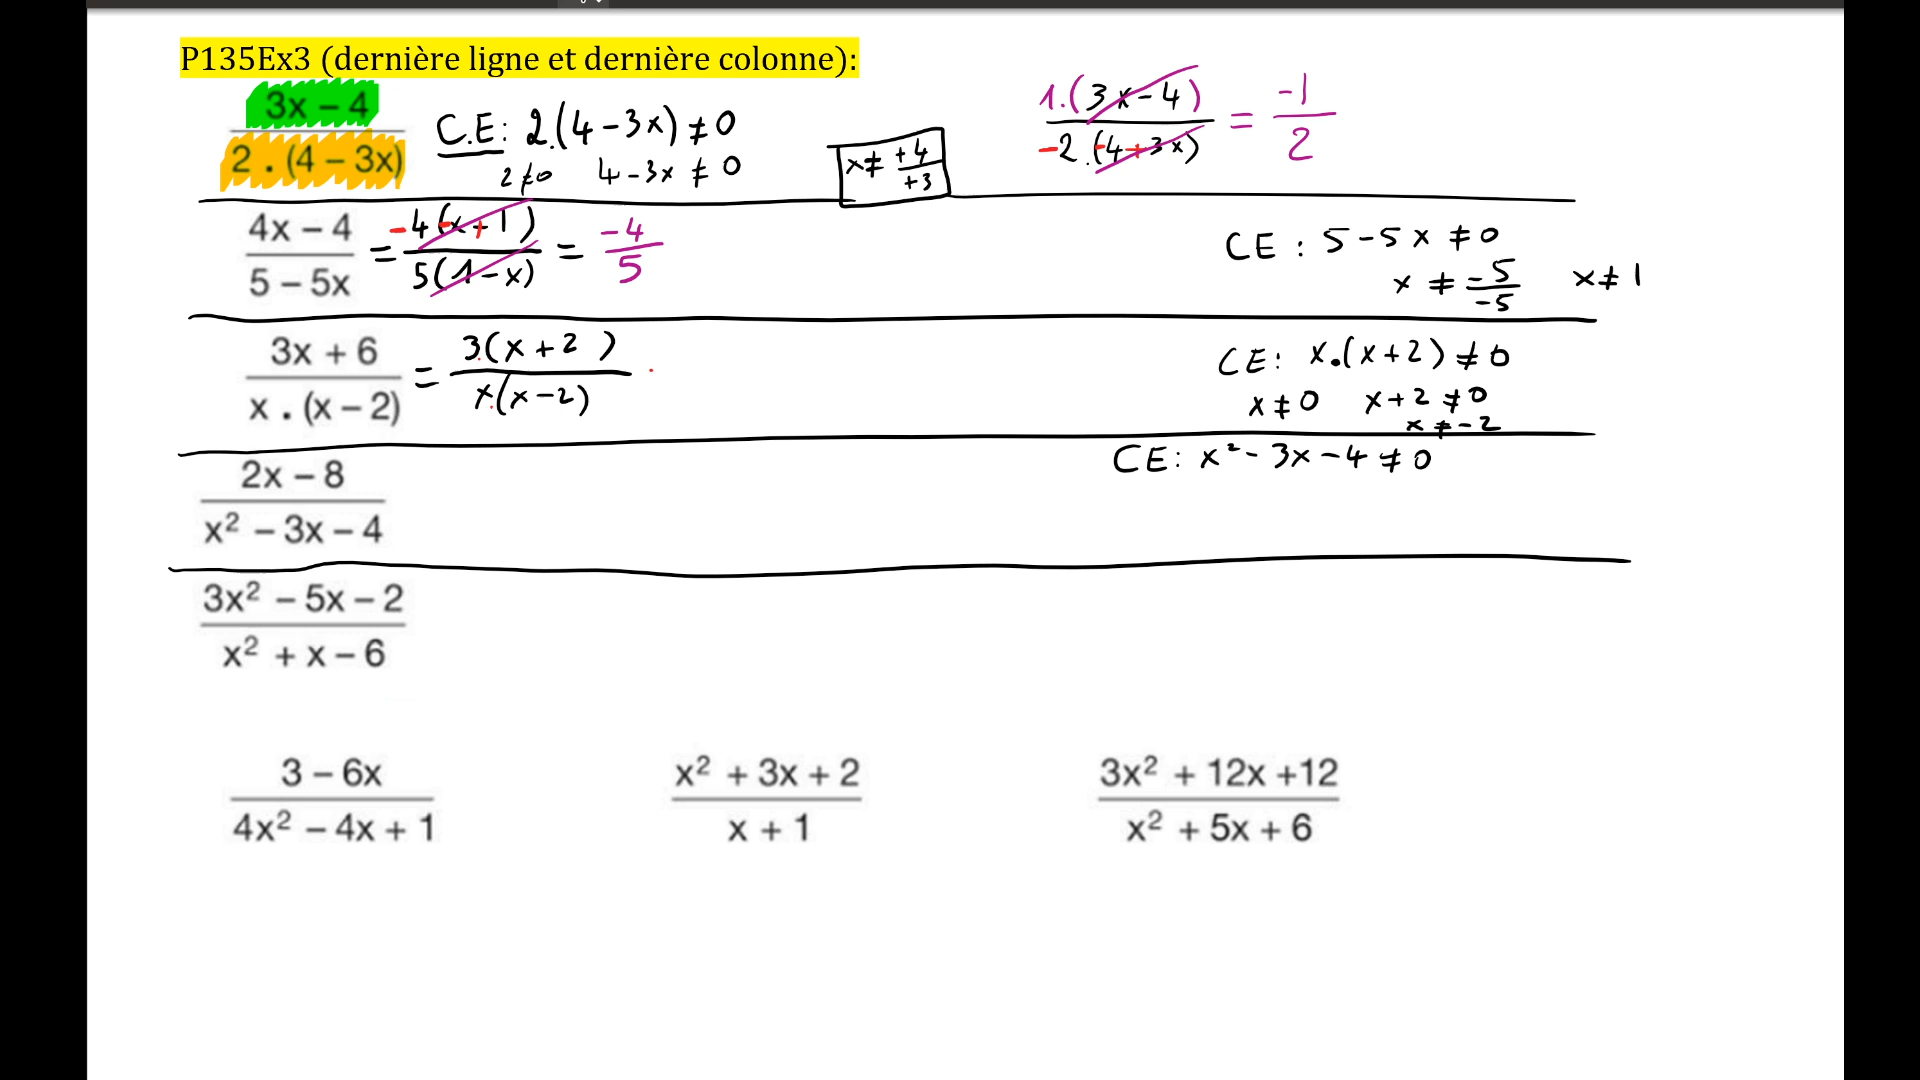 P135Ex3 (dernière ligne et dernière colonne):
3x – 4
2 . (4 – 3x)
C.E: 2.(4-3x) ≠ 0
2 ≠ 0 4-3x ≠ 0
x ≠ +4
+3
1.(3x-4)
-2.(-4+3x)
= -1
2
4x – 4
5 – 5x
= -4(-x+1)
5(1-x)
= -4
5
CE : 5-5x ≠ 0
x ≠ -5
-5
x ≠ 1
3x + 6
x . (x – 2)
= 3(x+2)
x(x-2)
CE: x.(x+2) ≠ 0
x ≠ 0 x+2 ≠ 0
x ≠ -2
2x – 8
x² – 3x – 4
CE: x² - 3x - 4 ≠ 0
3x² – 5x – 2
x² + x – 6
3 – 6x
4x² – 4x + 1
x² + 3x + 2
x + 1
3x² + 12x +12
x² + 5x + 6